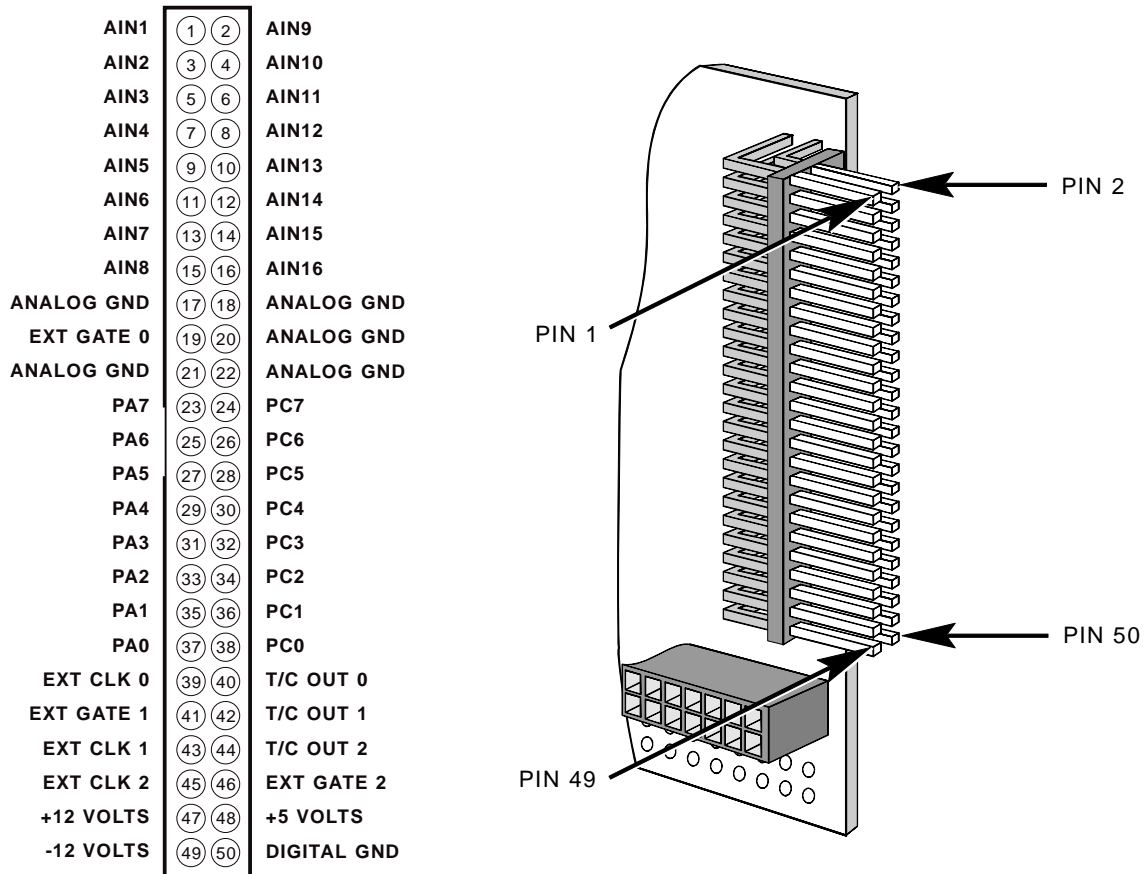 AIN1 1 2 AIN9
AIN2 3 4 AIN10
AIN3 5 6 AIN11
AIN4 7 8 AIN12
AIN5 9 10 AIN13
AIN6 11 12 AIN14
AIN7 13 14 AIN15
AIN8 15 16 AIN16
ANALOG GND 17 18 ANALOG GND
EXT GATE 0 19 20 ANALOG GND
ANALOG GND 21 22 ANALOG GND
PA7 23 24 PC7
PA6 25 26 PC6
PA5 27 28 PC5
PA4 29 30 PC4
PA3 31 32 PC3
PA2 33 34 PC2
PA1 35 36 PC1
PA0 37 38 PC0
EXT CLK 0 39 40 T/C OUT 0
EXT GATE 1 41 42 T/C OUT 1
EXT CLK 1 43 44 T/C OUT 2
EXT CLK 2 45 46 EXT GATE 2
+12 VOLTS 47 48 +5 VOLTS
-12 VOLTS 49 50 DIGITAL GND
PIN 2
PIN 1
PIN 50
PIN 49